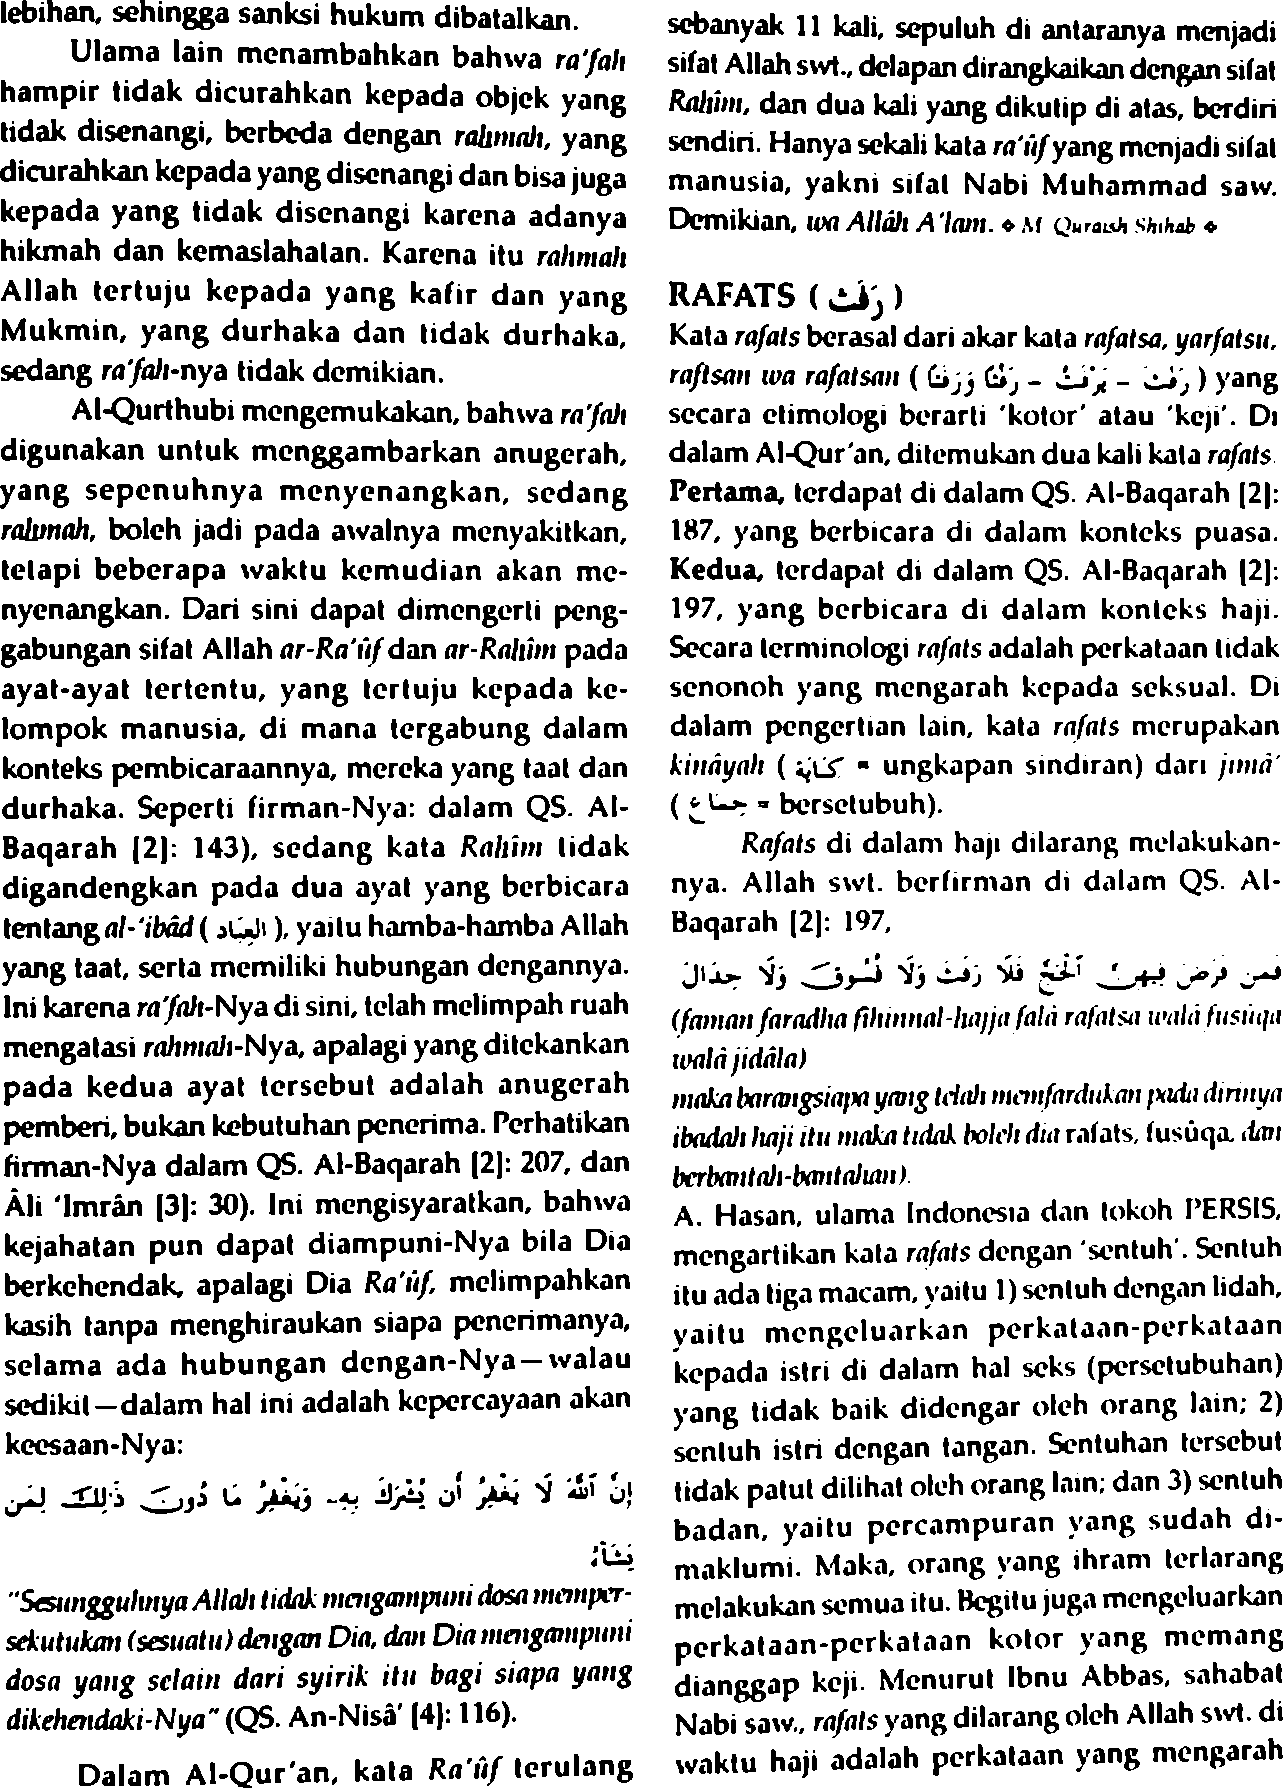 lebihan, sehingga sanksi hukum dibatalkan.
Ulama lain menambahkan bahwa ra'fah
hampir tidak dicurahkan kepada objek yang
tidak disenangi, berbeda dengan rahmah, yang
dicurahkan kepada yang disenangi dan bisa juga
kepada yang tidak disenangi karena adanya
hikmah dan kemaslahatan. Karena itu rahmah
Allah tertuju kepada yang kafir dan yang
Mukmin, yang durhaka dan tidak durhaka,
sedang ra'fah-nya tidak demikian.
Al-Qurthubi mengemukakan, bahwa ra'fah
digunakan untuk menggambarkan anugerah,
yang sepenuhnya menyenangkan, sedang
rahmah, boleh jadi pada awalnya menyakitkan,
tetapi beberapa waktu kemudian akan me-
nyenangkan. Dari sini dapat dimengerti peng-
gabungan sifat Allah ar-Ra'ûf dan ar-Rahîm pada
ayat-ayat tertentu, yang tertuju kepada ke-
lompok manusia, di mana tergabung dalam
konteks pembicaraannya, mereka yang taat dan
durhaka. Seperti firman-Nya: dalam QS. Al-
Baqarah [2]: 143), sedang kata Rahîm tidak
digandengkan pada dua ayat yang berbicara
tentang al-'ibâd ( العِبَاد ), yaitu hamba-hamba Allah
yang taat, serta memiliki hubungan dengannya.
Ini karena ra'fah-Nya di sini, telah melimpah ruah
mengatasi rahmah-Nya, apalagi yang ditekankan
pada kedua ayat tersebut adalah anugerah
pemberi, bukan kebutuhan penerima. Perhatikan
firman-Nya dalam QS. Al-Baqarah [2]: 207, dan
Âli 'Imrân [3]: 30). Ini mengisyaratkan, bahwa
kejahatan pun dapat diampuni-Nya bila Dia
berkehendak, apalagi Dia Ra'ûf, melimpahkan
kasih tanpa menghiraukan siapa penerimanya,
selama ada hubungan dengan-Nya—walau
sedikit—dalam hal ini adalah kepercayaan akan
keesaan-Nya:
إِنَّ ٱللَّهَ لَا يَغْفِرُ أَن يُشْرَكَ بِهِۦ وَيَغْفِرُ مَا دُونَ ذَٰلِكَ لِمَن
يَشَآءُ
"Sesungguhnya Allah tidak mengampuni dosa memper-
sekutukan (sesuatu) dengan Dia, dan Dia mengampuni
dosa yang selain dari syirik itu bagi siapa yang
dikehendaki-Nya" (QS. An-Nisâ' [4]: 116).
Dalam Al-Qur'an, kata Ra'ûf terulang
sebanyak 11 kali, sepuluh di antaranya menjadi
sifat Allah swt., delapan dirangkaikan dengan sifat
Rahîm, dan dua kali yang dikutip di atas, berdiri
sendiri. Hanya sekali kata ra'ûf yang menjadi sifat
manusia, yakni sifat Nabi Muhammad saw.
Demikian, wa Allâh A'lam. ❖ M Quraish Shihab ❖
RAFATS ( رَفَث )
Kata rafats berasal dari akar kata rafatsa, yarfatsu,
raftsan wa rafatsan ( رَفَثَ – يَرْفَثُ – رَفْثًا وَرَفَثًا ) yang
secara etimologi berarti 'kotor' atau 'keji'. Di
dalam Al-Qur'an, ditemukan dua kali kata rafats.
Pertama, terdapat di dalam QS. Al-Baqarah [2]:
187, yang berbicara di dalam konteks puasa.
Kedua, terdapat di dalam QS. Al-Baqarah [2]:
197, yang berbicara di dalam konteks haji.
Secara terminologi rafats adalah perkataan tidak
senonoh yang mengarah kepada seksual. Di
dalam pengertian lain, kata rafats merupakan
kinâyah ( كِنَايَة = ungkapan sindiran) dari jimâ'
( جِمَاع = bersetubuh).
Rafats di dalam haji dilarang melakukan-
nya. Allah swt. berfirman di dalam QS. Al-
Baqarah [2]: 197,
فَمَن فَرَضَ فِيهِنَّ ٱلْحَجَّ فَلَا رَفَثَ وَلَا فُسُوقَ وَلَا جِدَالَ
(faman faradha fîhinnal-hajja falâ rafatsa walâ fusûqa
walâ jidâla)
maka barangsiapa yang telah memfardukan pada dirinya
ibadah haji itu maka tidak boleh dia rafats, fusûqa, dan
berbantah-bantahan).
A. Hasan, ulama Indonesia dan tokoh PERSIS,
mengartikan kata rafats dengan 'sentuh'. Sentuh
itu ada tiga macam, yaitu 1) sentuh dengan lidah,
yaitu mengeluarkan perkataan-perkataan
kepada istri di dalam hal seks (persetubuhan)
yang tidak baik didengar oleh orang lain; 2)
sentuh istri dengan tangan. Sentuhan tersebut
tidak patut dilihat oleh orang lain; dan 3) sentuh
badan, yaitu percampuran yang sudah di-
maklumi. Maka, orang yang ihram terlarang
melakukan semua itu. Begitu juga mengeluarkan
perkataan-perkataan kotor yang memang
dianggap keji. Menurut Ibnu Abbas, sahabat
Nabi saw., rafats yang dilarang oleh Allah swt. di
waktu haji adalah perkataan yang mengarah